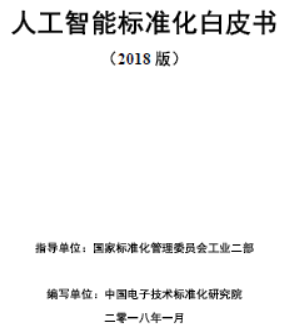 人工智能标准化白皮书
（2018 版）
指导单位：国家标准化管理委员会工业二部
编写单位：中国电子技术标准化研究院
二零一八年一月